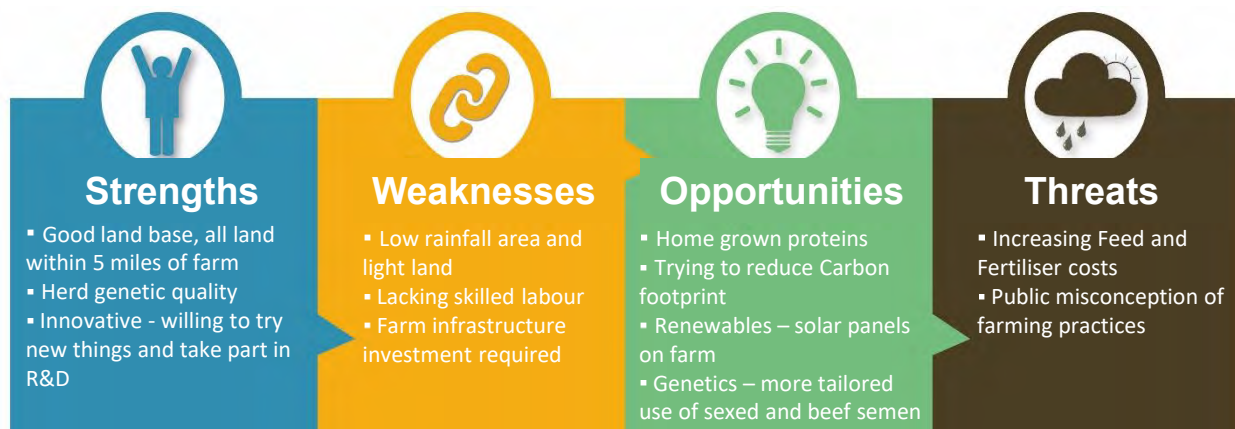 Strengths
▪ Good land base, all land
within 5 miles of farm
▪ Herd genetic quality
▪ Innovative - willing to try
new things and take part in
R&D
Weaknesses
▪ Low rainfall area and
light land
▪ Lacking skilled labour
▪ Farm infrastructure
investment required
Opportunities
▪ Home grown proteins
▪ Trying to reduce Carbon
footprint
▪ Renewables – solar panels
on farm
▪ Genetics – more tailored
use of sexed and beef semen
Threats
▪ Increasing Feed and
Fertiliser costs
▪ Public misconception of
farming practices